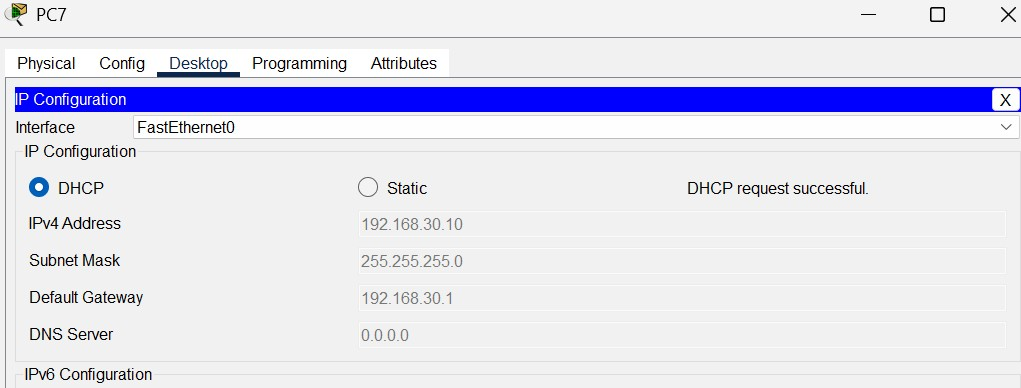 PC7
Physical Config Desktop Programming Attributes
IP Configuration X
Interface FastEthernet0
IP Configuration
DHCP Static DHCP request successful.
IPv4 Address 192.168.30.10
Subnet Mask 255.255.255.0
Default Gateway 192.168.30.1
DNS Server 0.0.0.0
IPv6 Configuration